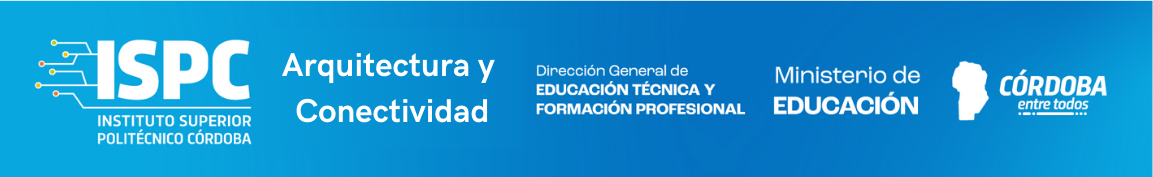 ISPC
INSTITUTO SUPERIOR
POLITÉCNICO CÓRDOBA
Arquitectura y
Conectividad
Dirección General de
EDUCACIÓN TÉCNICA Y
FORMACIÓN PROFESIONAL
Ministerio de
EDUCACIÓN
CÓRDOBA
entre todos